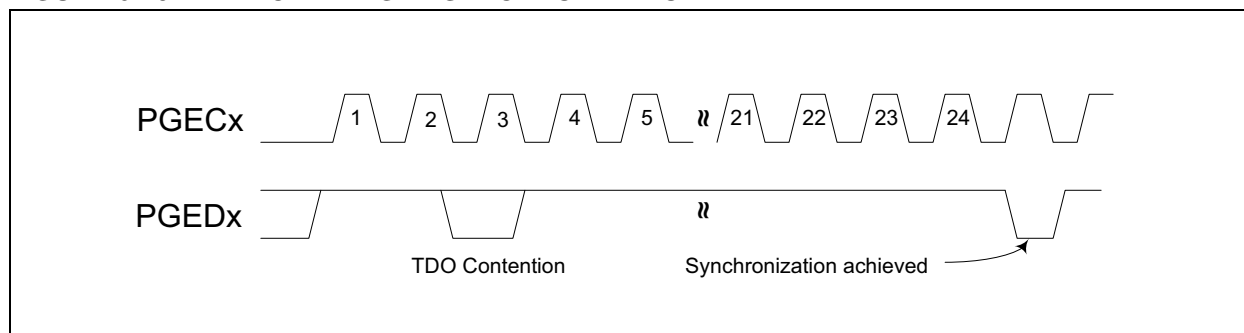 PGECx
1 2 3 4 5 21 22 23 24
PGEDx
TDO Contention
Synchronization achieved